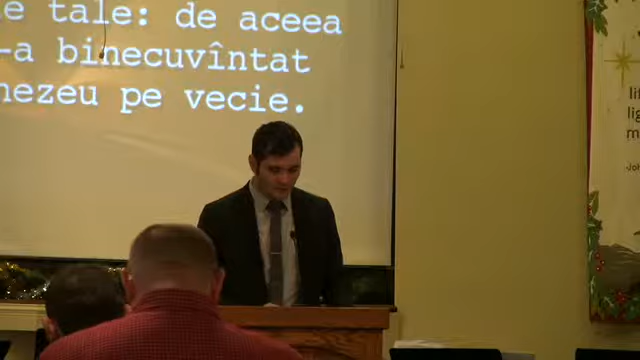 tale: de aceea
-a binecuvîntat
nezeu pe vecie.